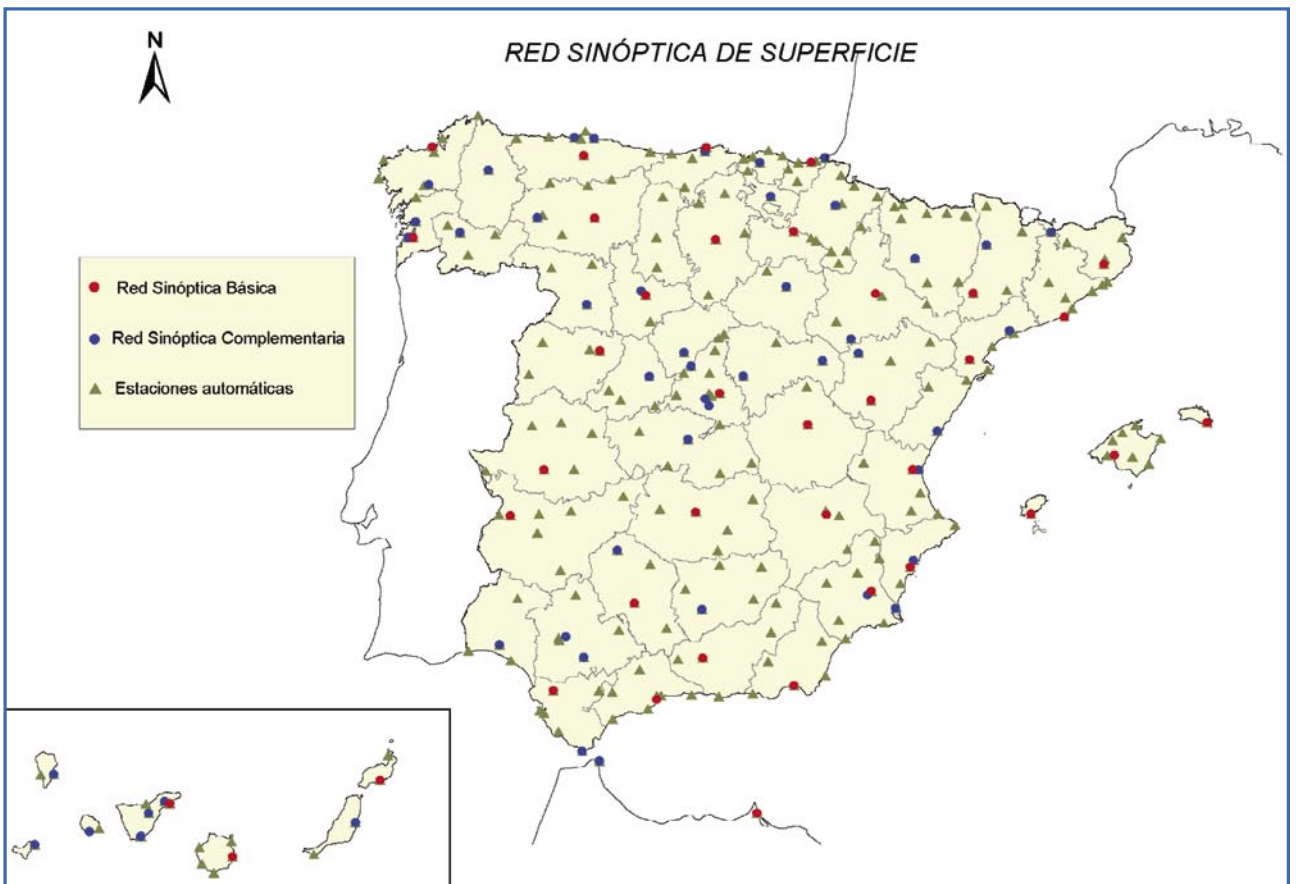 N
RED SINÓPTICA DE SUPERFICIE
Red Sinóptica Básica
Red Sinóptica Complementaria
Estaciones automáticas